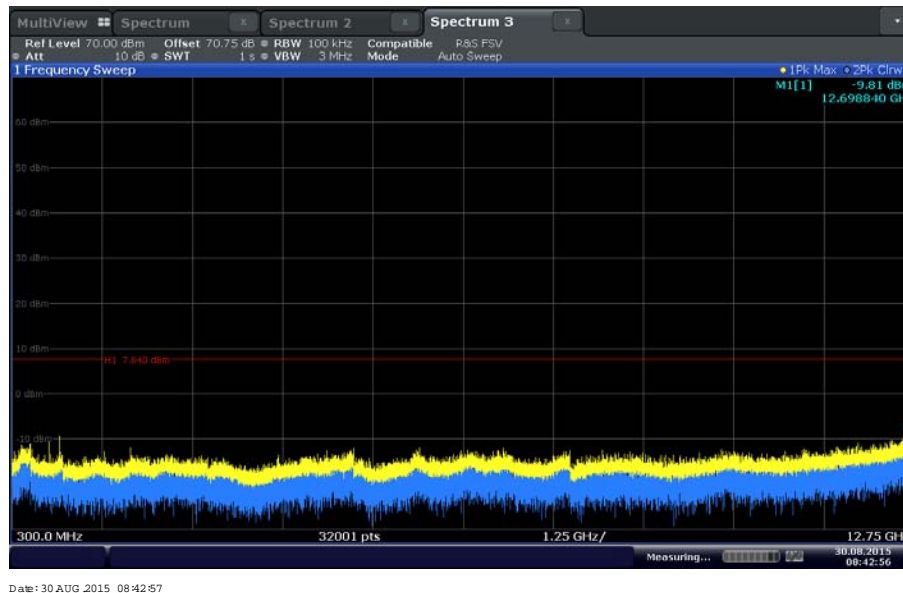 MultiView Spectrum x Spectrum 2 x Spectrum 3 x
Ref Level 70.00 dBm Offset 70.75 dB RBW 100 kHz Compatible R&S FSV
Att 10 dB SWT 1 s VBW 3 MHz Mode Auto Sweep
1 Frequency Sweep 1Pk Max 2Pk Clrw
M1[1] -9.81 dB
12.698840 GH
60 dBm
50 dBm
40 dBm
30 dBm
20 dBm
10 dBm
H1 7.640 dBm
0 dBm
-10 dBm
300.0 MHz 32001 pts 1.25 GHz/ 12.75 GH
Measuring... 30.08.2015
08:42:56
Date: 30.AUG.2015 08:42:57